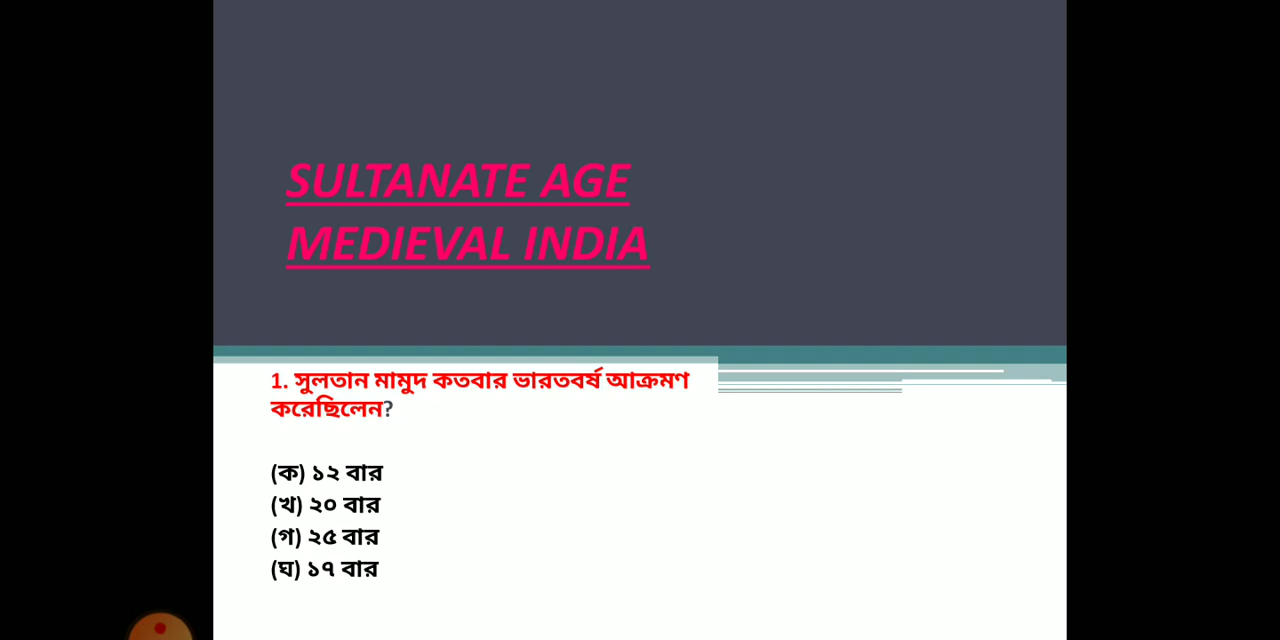 SULTANATE AGE
MEDIEVAL INDIA
1. সুলতান মামুদ কতবার ভারতবর্ষ আক্রমণ
করেছিলেন?
(ক) ১২ বার
(খ) ২০ বার
(গ) ২৫ বার
(ঘ) ১৭ বার